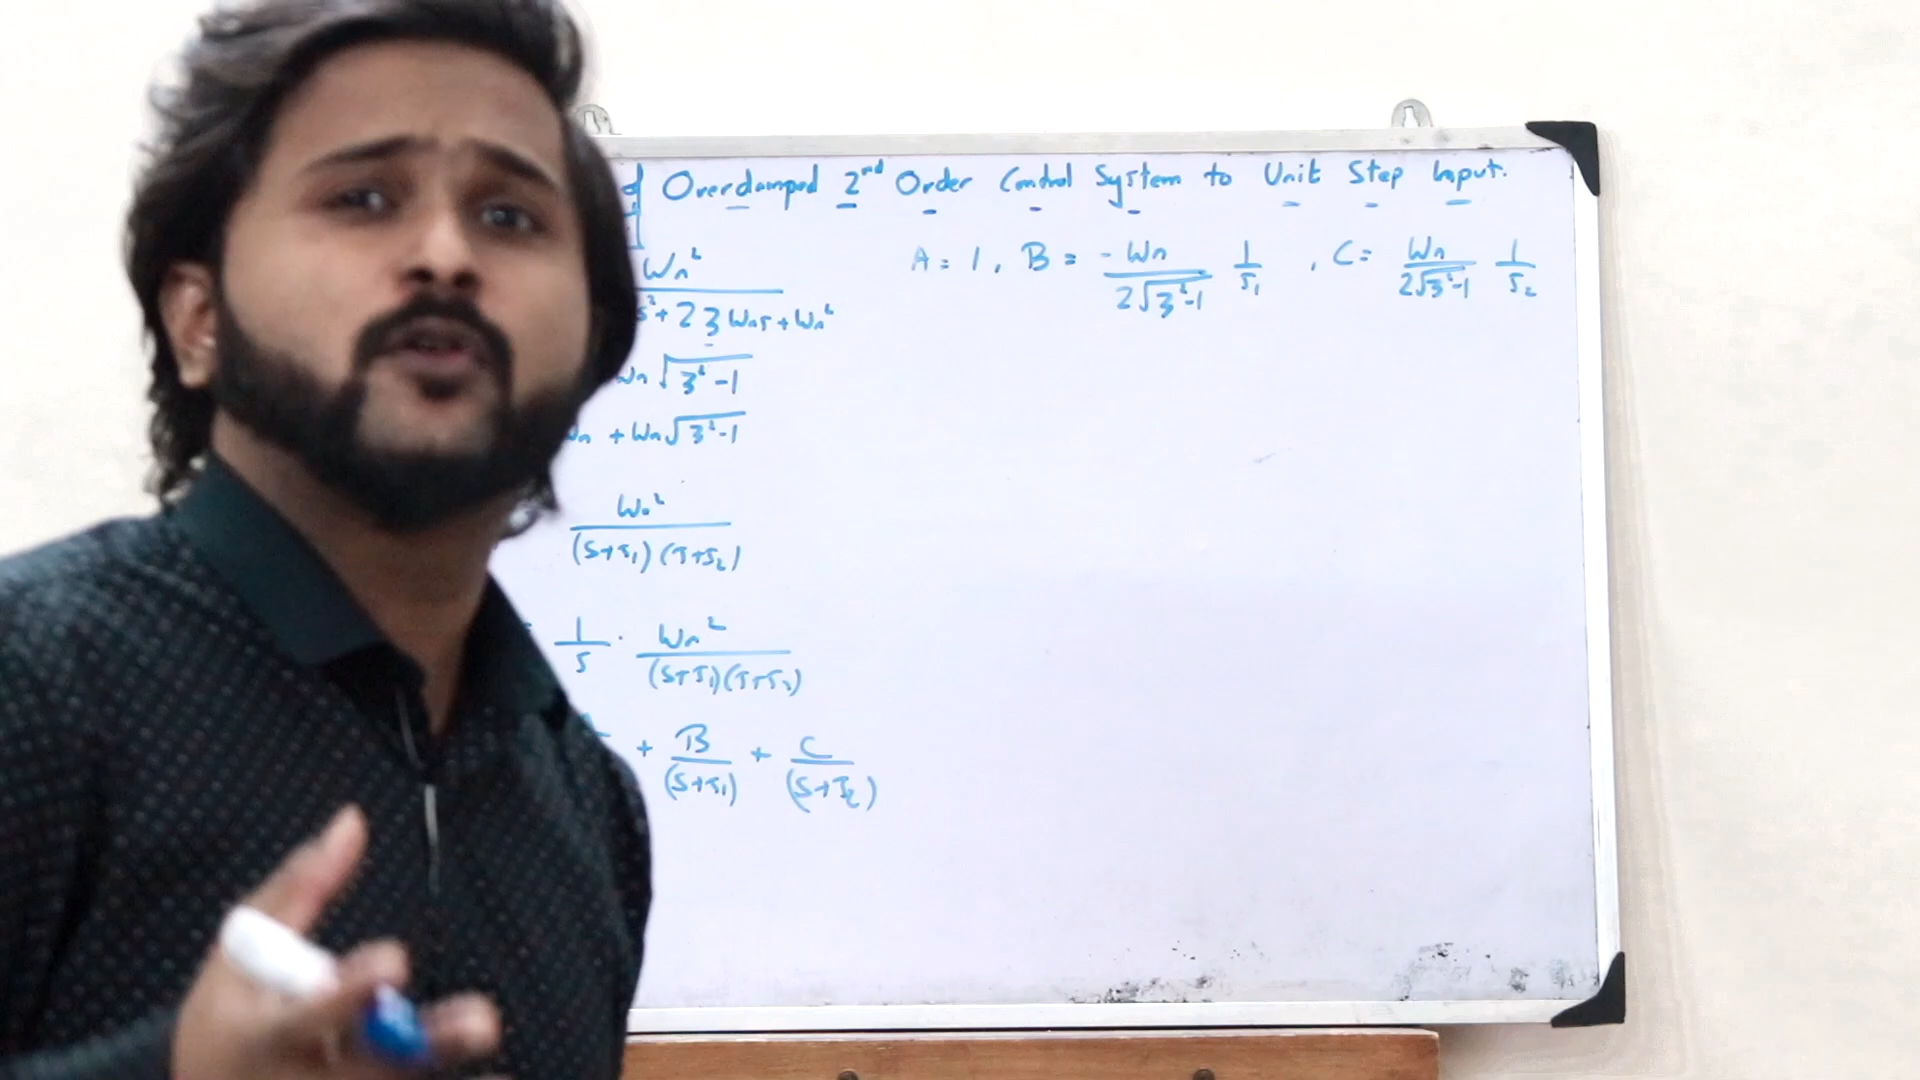 of Overdamped 2nd Order Control System to Unit Step Input.
Wn²
s² + 2ζWns + Wn²
Wn√ζ²-1
Wn + Wn√ζ²-1
Wn²
(s+s₁)(s+s₂)
1/s · Wn²/(s+s₁)(s+s₂)
+ B/(s+s₁) + C/(s+s₂)
A = 1, B = -Wn/2√ζ²-1 1/s₁, C = Wn/2√ζ²-1 1/s₂